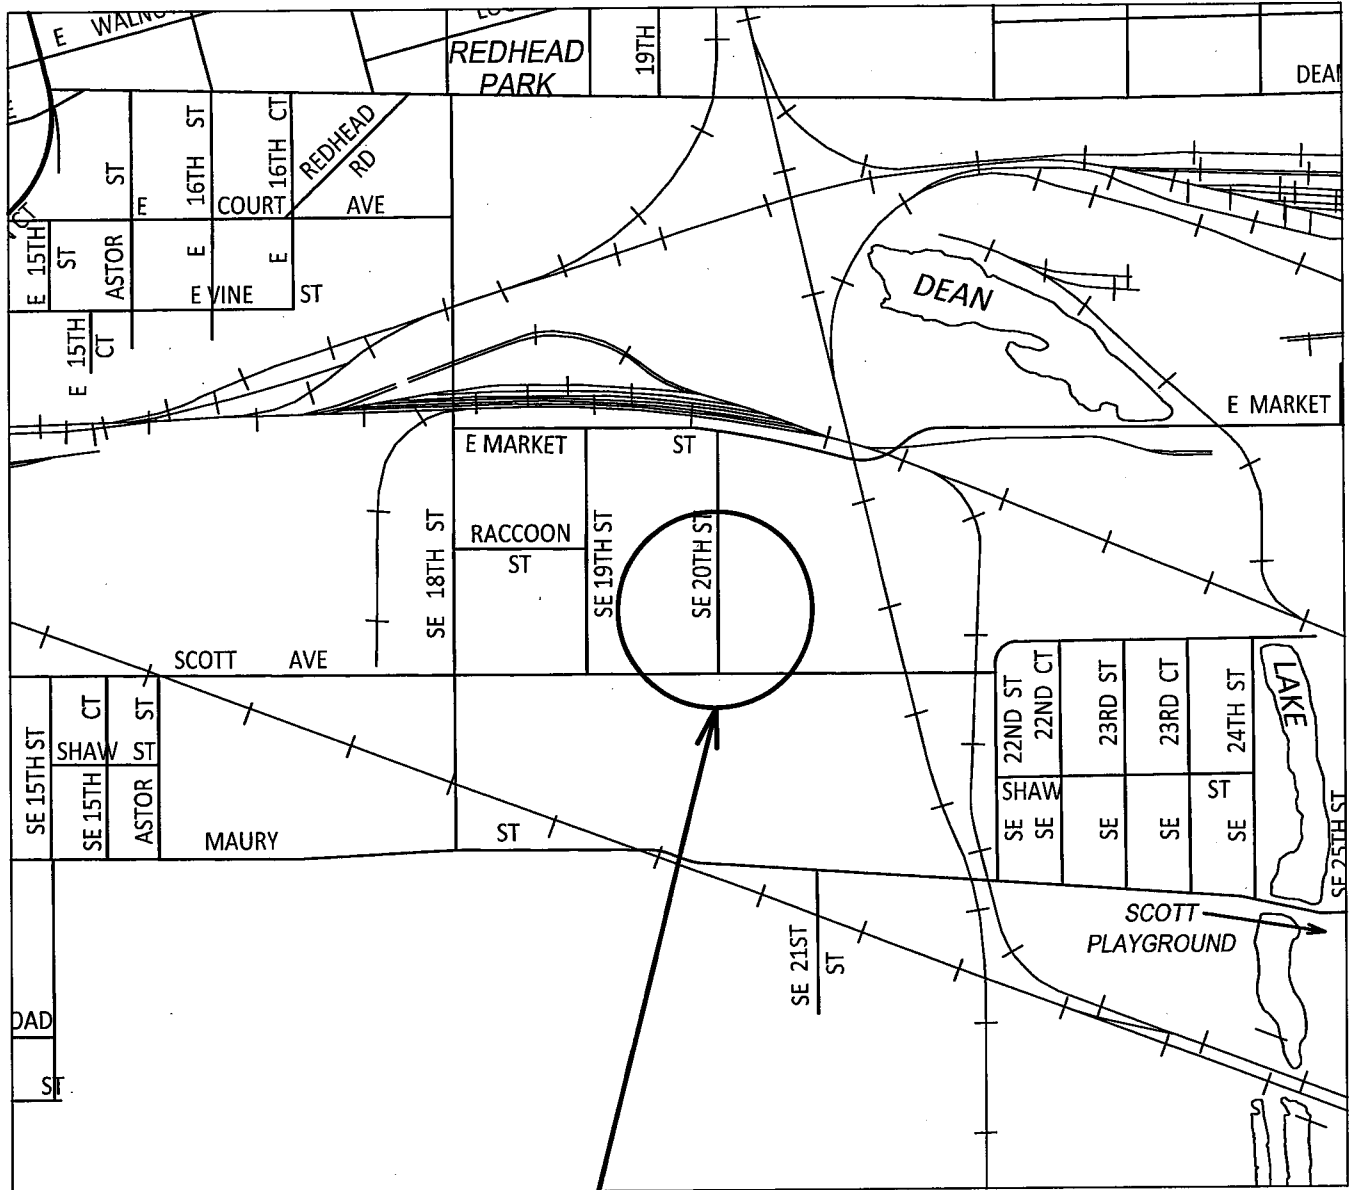 E WALNU
REDHEAD
PARK
19TH
DEAN
ST
16TH ST
16TH CT
REDHEAD
RD
E COURT AVE
CT
E 15TH
ST
ASTOR
E
E
E VINE ST
E 15TH
CT
DEAN
E MARKET
E MARKET ST
SE 18TH ST
RACCOON
ST
SE 19TH ST
SE 20TH ST
SCOTT AVE
SE 15TH ST
SE 15TH CT
SHAW ST
ASTOR ST
MAURY ST
SE 22ND ST
SE 22ND CT
SE 23RD ST
SE 23RD CT
SE 24TH ST
SHAW ST
LAKE
SE 25TH ST
SCOTT
PLAYGROUND
SE 21ST
ST
OAD
ST